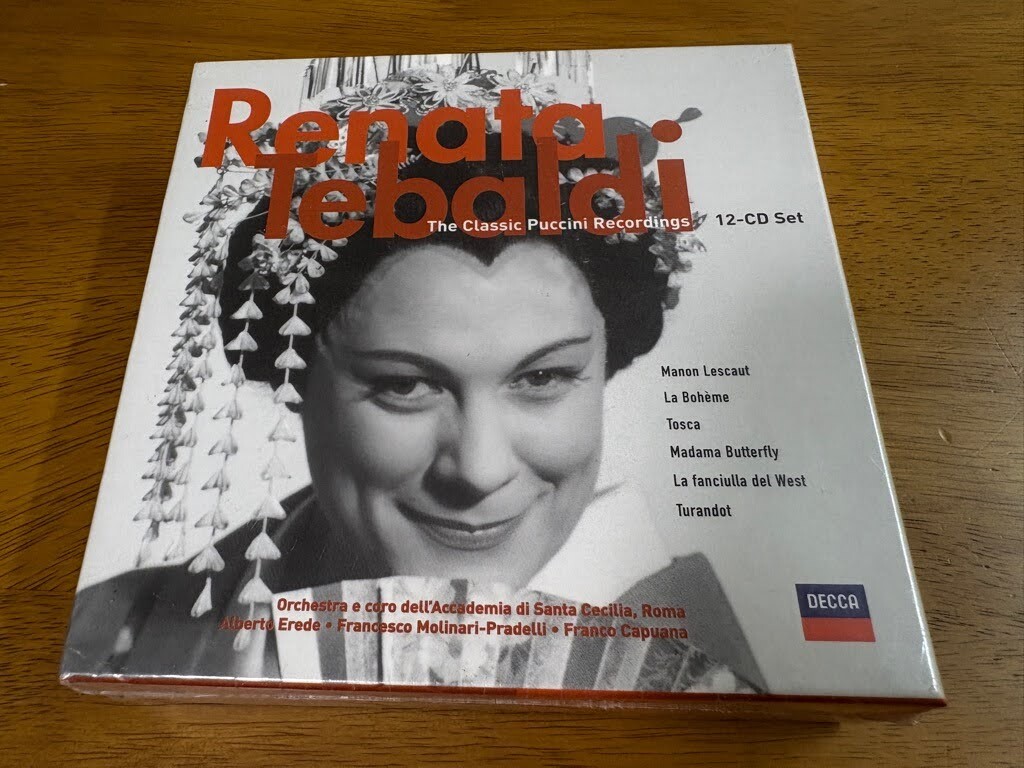 Renata
Tebaldi
The Classic Puccini Recordings
12-CD Set
Manon Lescaut
La Bohème
Tosca
Madama Butterfly
La fanciulla del West
Turandot
Orchestra e coro dell'Accademia di Santa Cecilia, Roma
Alberto Erede • Francesco Molinari-Pradelli • Franco Capuana
DECCA